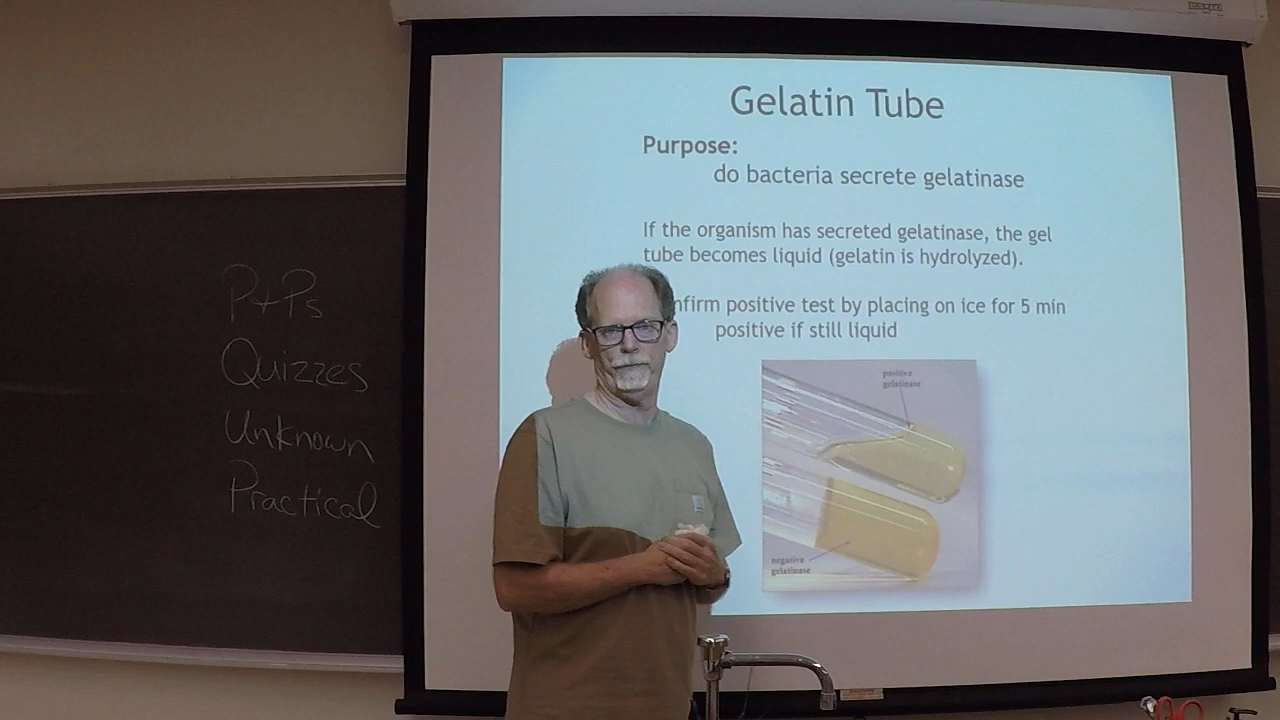 Gelatin Tube
Purpose:
do bacteria secrete gelatinase
If the organism has secreted gelatinase, the gel
tube becomes liquid (gelatin is hydrolyzed).
nfirm positive test by placing on ice for 5 min
positive if still liquid
positive
gelatinase
negative
gelatinase
P+Ps
Quizzes
Unknown
Practical